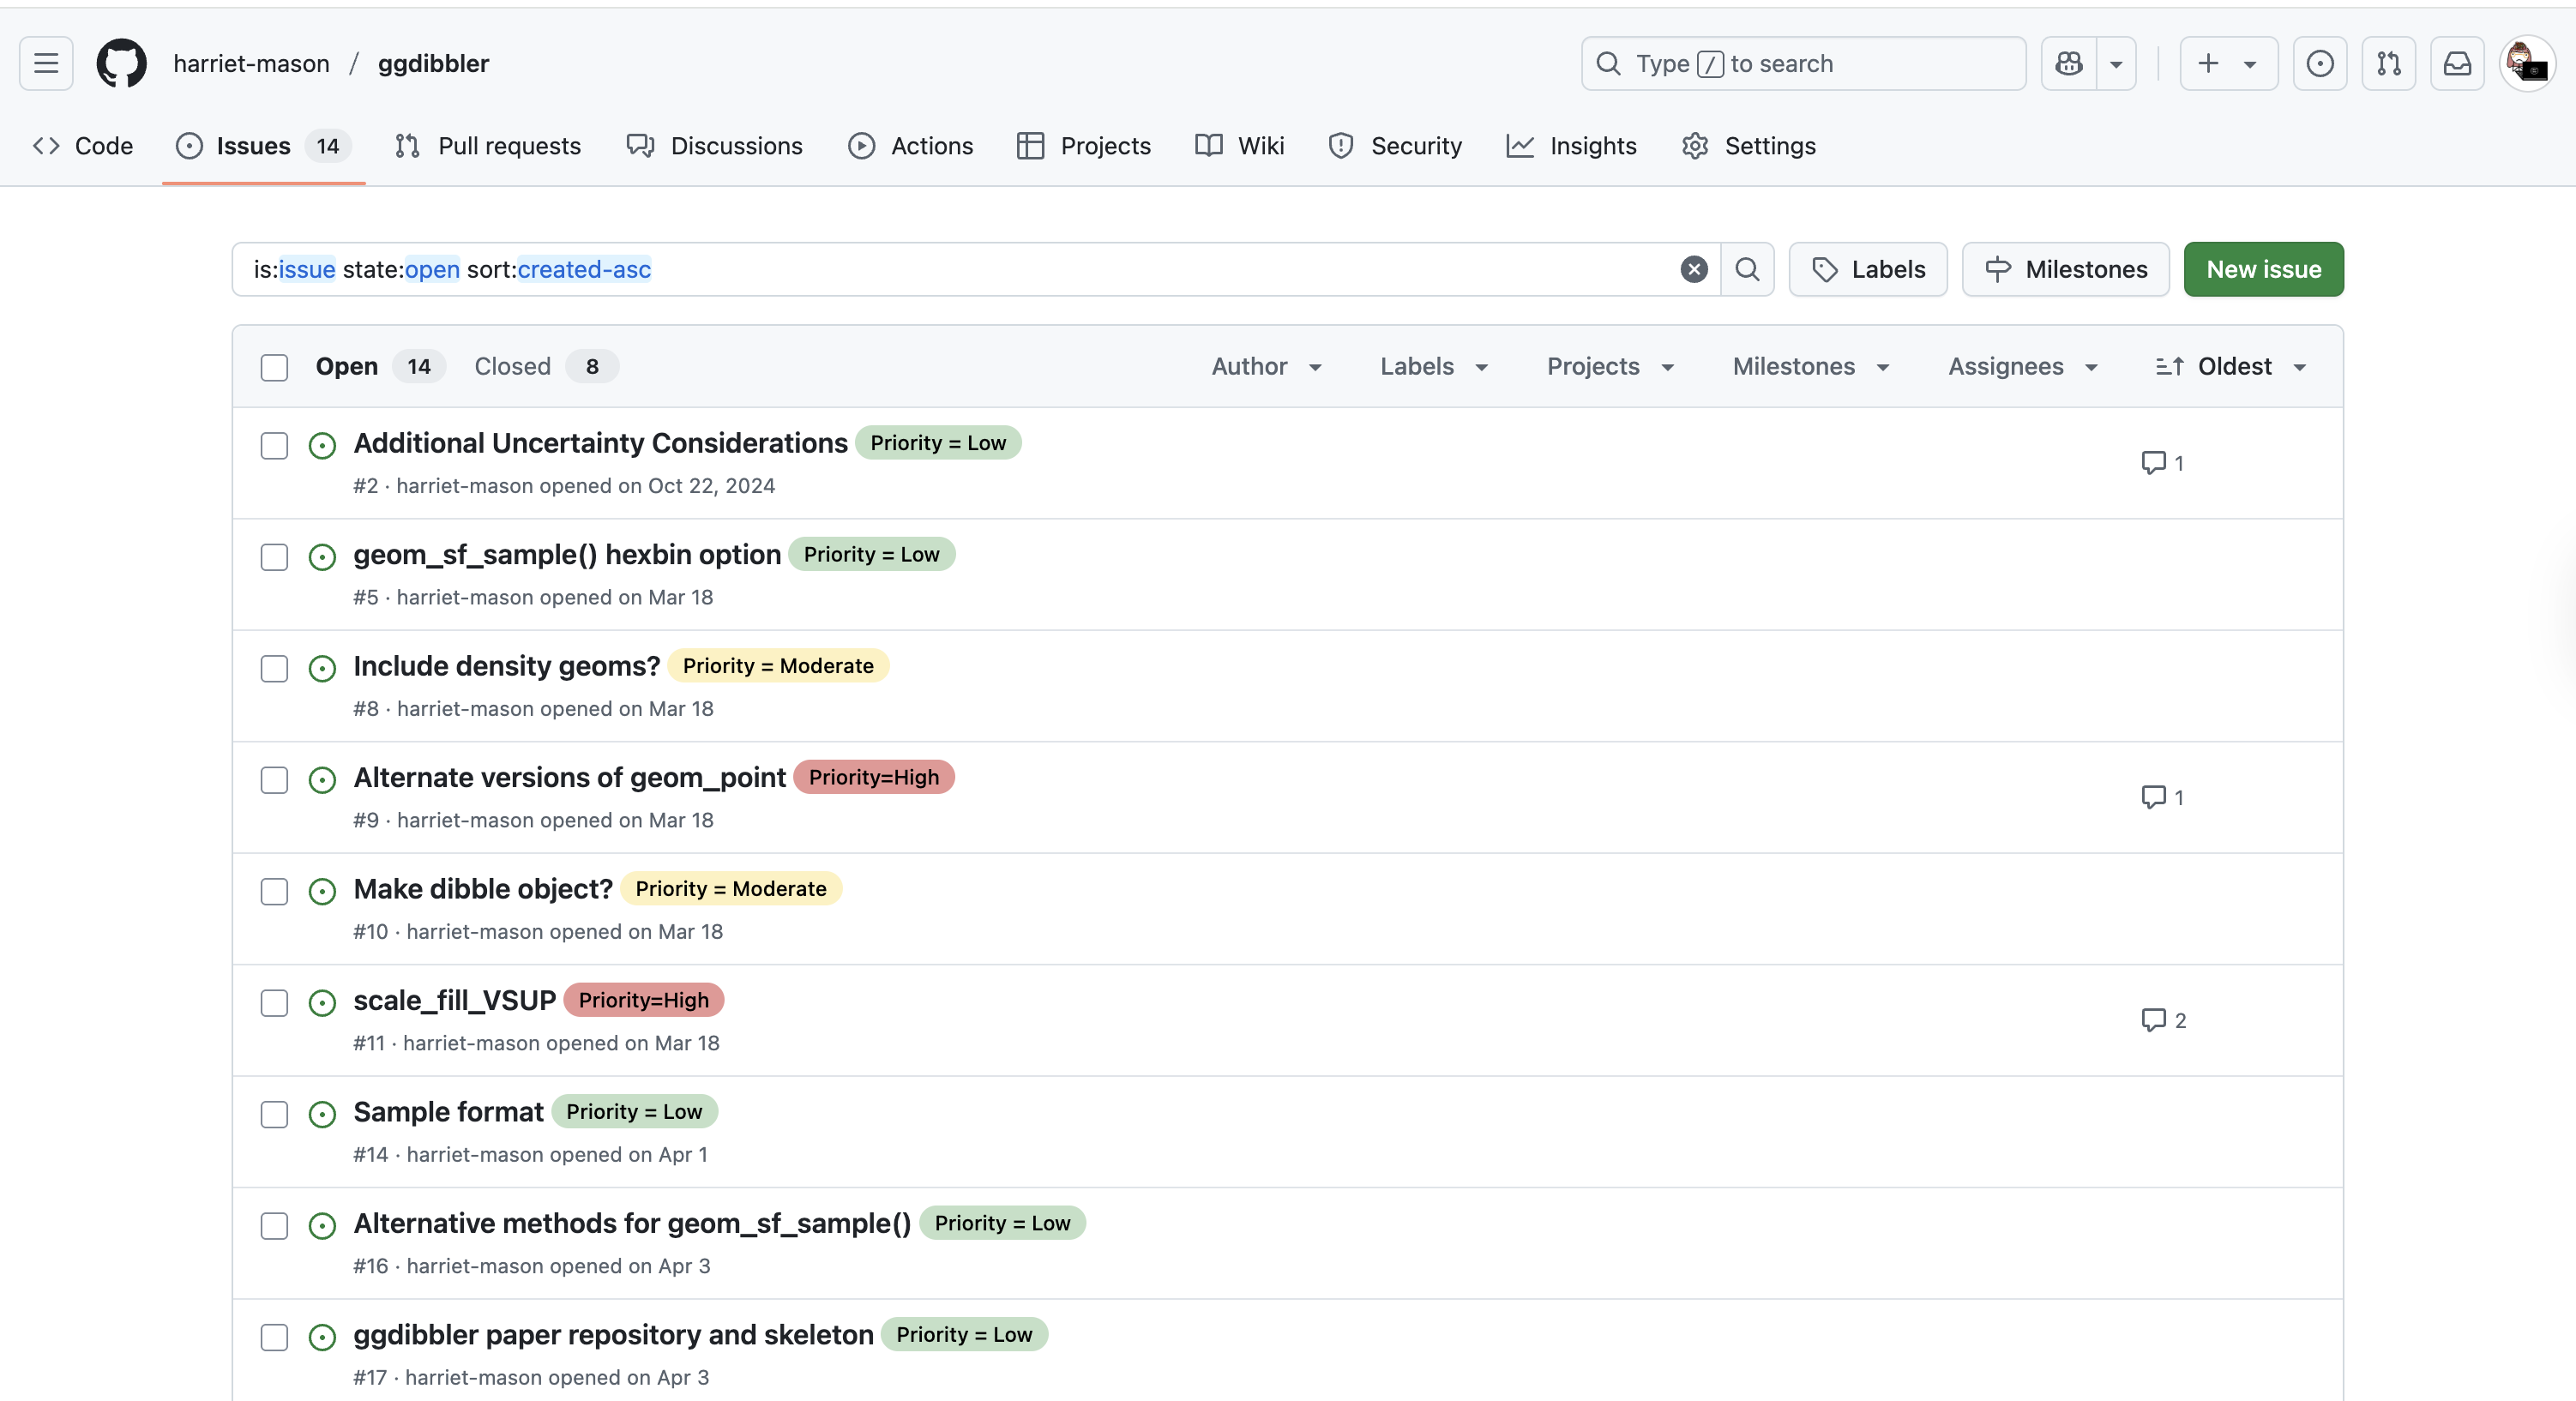 harriet-mason / ggdibbler Type / to search
Code Issues 14 Pull requests Discussions Actions Projects Wiki Security Insights Settings
is:issue state:open sort:created-asc Labels Milestones New issue
Open 14 Closed 8 Author Labels Projects Milestones Assignees Oldest
Additional Uncertainty Considerations Priority = Low
1
#2 · harriet-mason opened on Oct 22, 2024
geom_sf_sample() hexbin option Priority = Low
#5 · harriet-mason opened on Mar 18
Include density geoms? Priority = Moderate
#8 · harriet-mason opened on Mar 18
Alternate versions of geom_point Priority=High
1
#9 · harriet-mason opened on Mar 18
Make dibble object? Priority = Moderate
#10 · harriet-mason opened on Mar 18
scale_fill_VSUP Priority=High
2
#11 · harriet-mason opened on Mar 18
Sample format Priority = Low
#14 · harriet-mason opened on Apr 1
Alternative methods for geom_sf_sample() Priority = Low
#16 · harriet-mason opened on Apr 3
ggdibbler paper repository and skeleton Priority = Low
#17 · harriet-mason opened on Apr 3